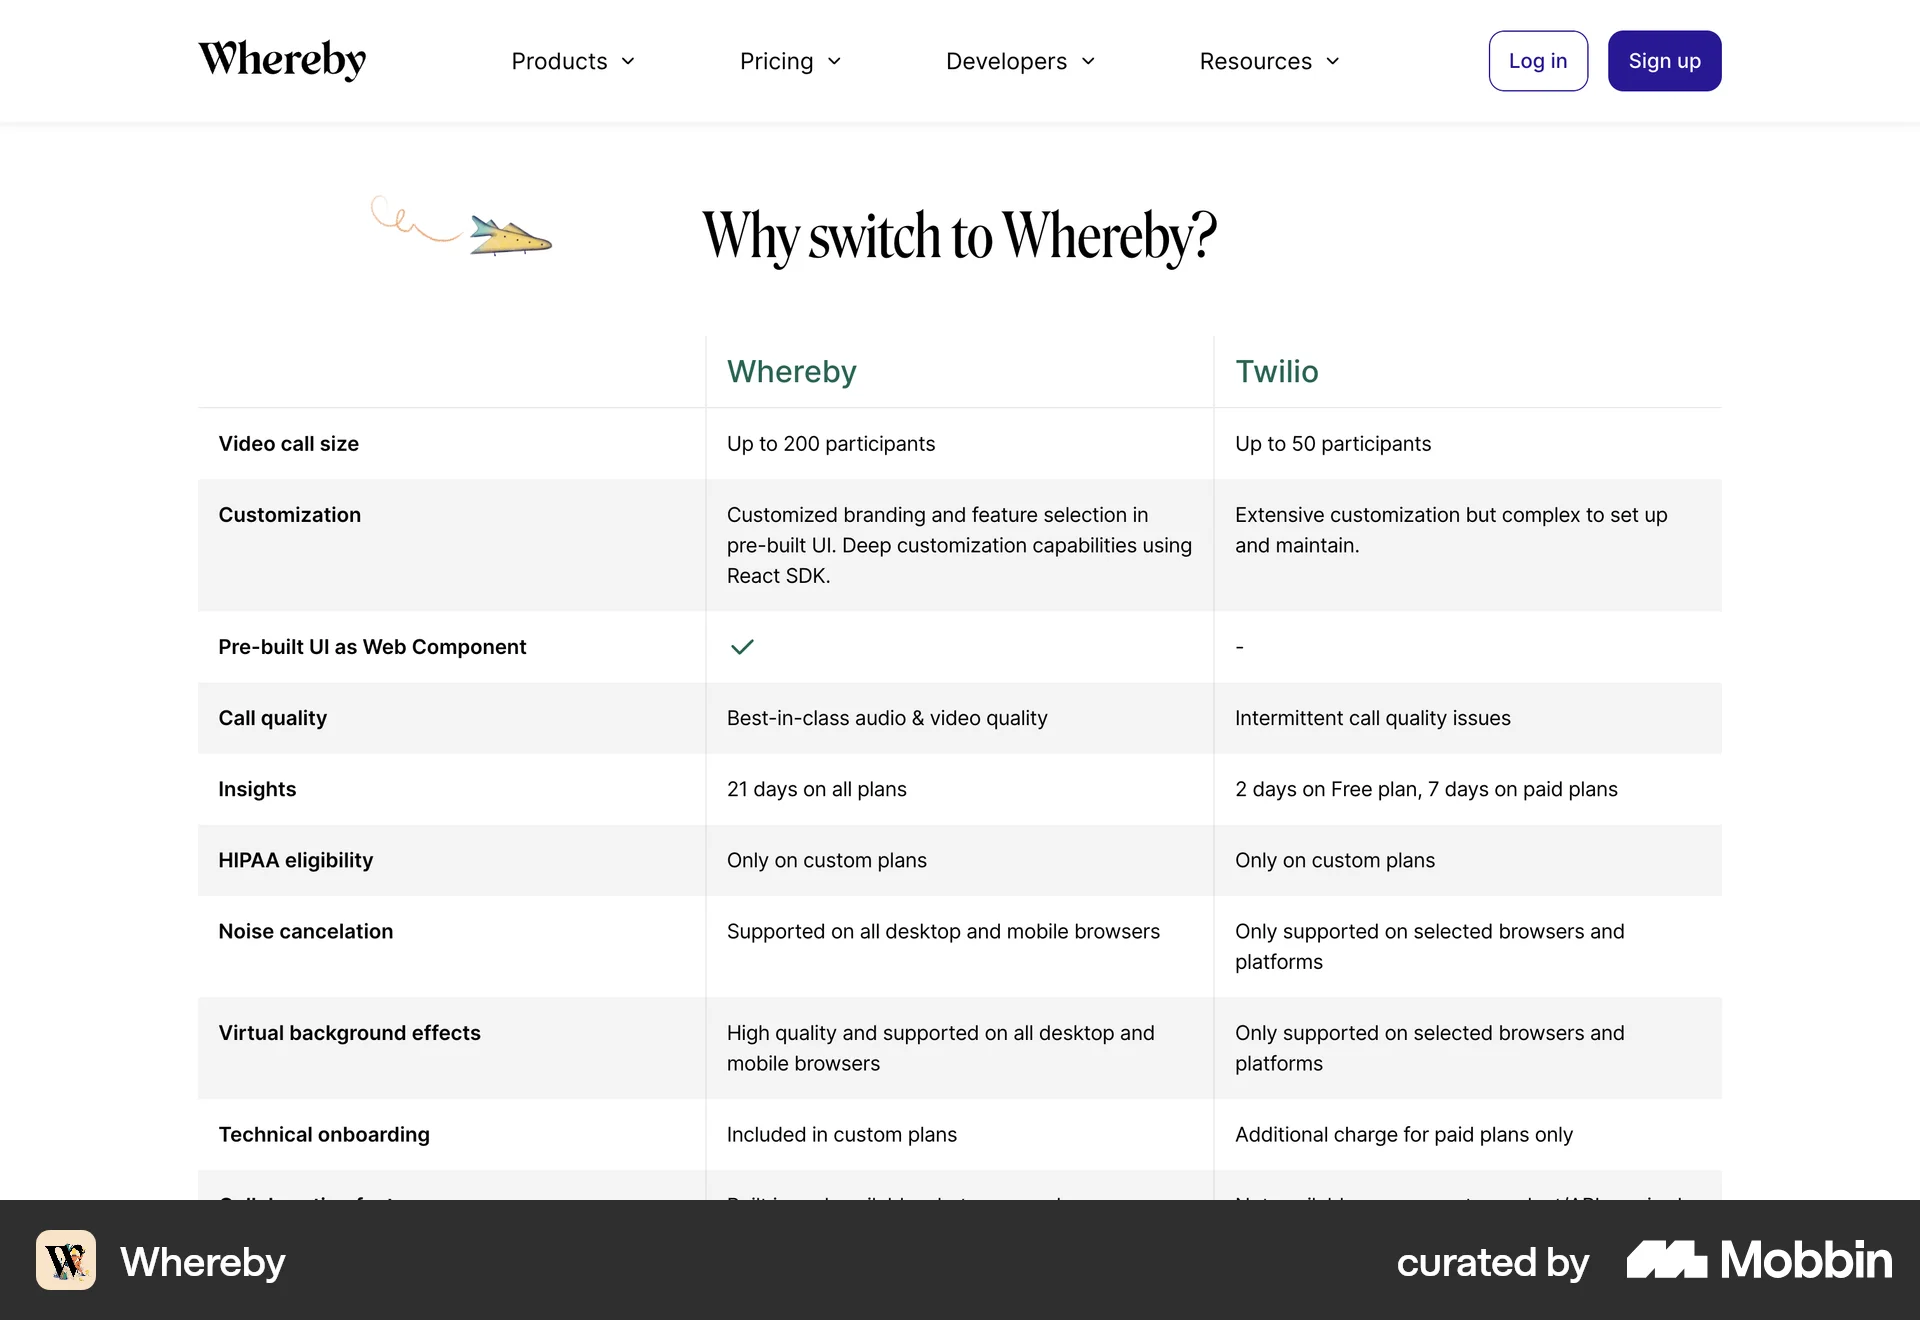 Whereby
Products
Pricing
Developers
Resources
Log in
Sign up
Why switch to Whereby?
Whereby
Twilio
Video call size
Up to 200 participants
Up to 50 participants
Customization
Customized branding and feature selection in
pre-built UI. Deep customization capabilities using
React SDK.
Extensive customization but complex to set up
and maintain.
Pre-built UI as Web Component
-
Call quality
Best-in-class audio & video quality
Intermittent call quality issues
Insights
21 days on all plans
2 days on Free plan, 7 days on paid plans
HIPAA eligibility
Only on custom plans
Only on custom plans
Noise cancelation
Supported on all desktop and mobile browsers
Only supported on selected browsers and
platforms
Virtual background effects
High quality and supported on all desktop and
mobile browsers
Only supported on selected browsers and
platforms
Technical onboarding
Included in custom plans
Additional charge for paid plans only
W
Whereby
curated by
Mobbin